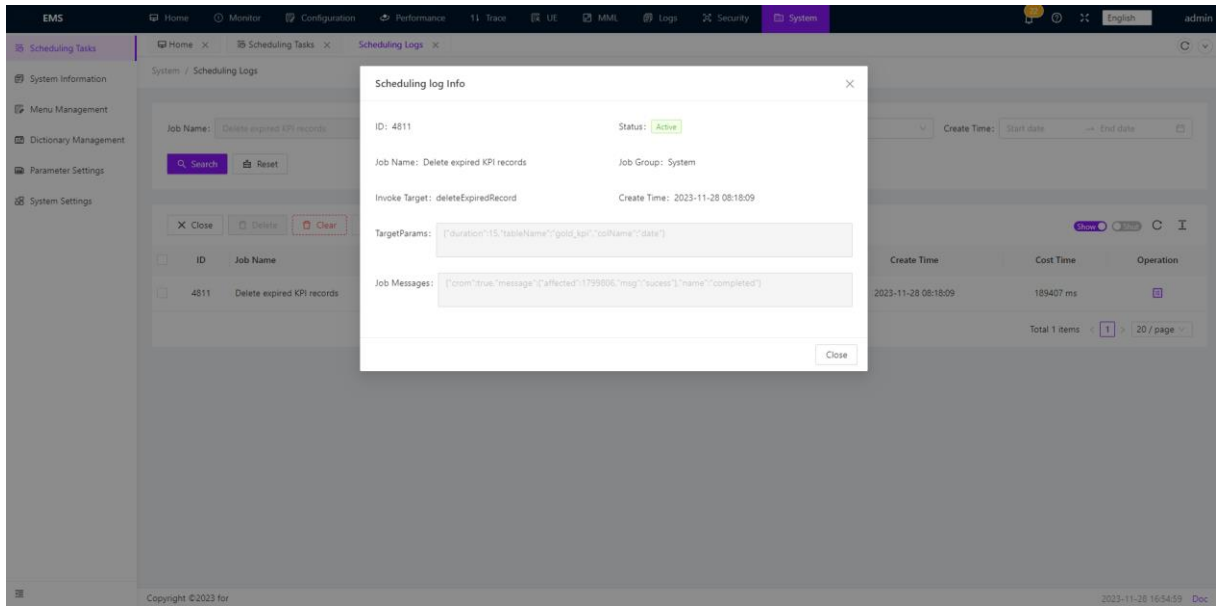 EMS
Home Monitor Configuration Performance Trace UE MML Logs Security System
English admin
Scheduling Tasks
System Information
Menu Management
Dictionary Management
Parameter Settings
System Settings
Home Scheduling Tasks Scheduling Logs
System / Scheduling Logs
Job Name: Delete expired KPI records
Create Time: Start date → End date
Search Reset
Close Delete Clear
Show
ID Job Name Create Time Cost Time Operation
4811 Delete expired KPI records 2023-11-28 08:18:09 189407 ms
Total 1 items < 1 > 20 / page
Scheduling log Info
ID: 4811 Status: Active
Job Name: Delete expired KPI records Job Group: System
Invoke Target: deleteExpiredRecord Create Time: 2023-11-28 08:18:09
TargetParams: {"duration":15,"tableName":"gold_kpi","colName":"date"}
Job Messages: {"crom":true,"message":{"affected":1799806,"msg":"sucess"},"name":"completed"}
Close
Copyright ©2023 for
2023-11-28 16:54:59 Doc